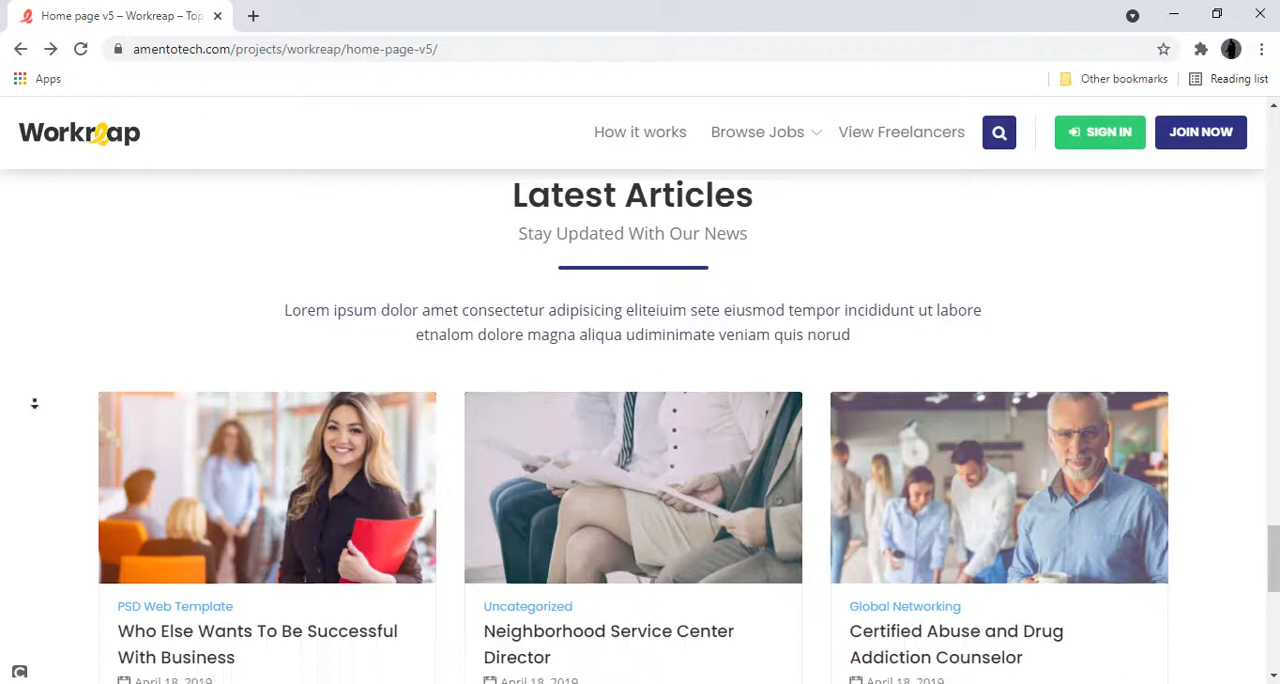 Home page v5 – Workreap – Top
amentotech.com/projects/workreap/home-page-v5/
Apps
Other bookmarks
Reading list
Workreap
How it works
Browse Jobs
View Freelancers
SIGN IN
JOIN NOW
Latest Articles
Stay Updated With Our News
Lorem ipsum dolor amet consectetur adipisicing eliteiuim sete eiusmod tempor incididunt ut labore
etnalom dolore magna aliqua udiminimate veniam quis norud
PSD Web Template
Who Else Wants To Be Successful
With Business
April 18, 2019
Uncategorized
Neighborhood Service Center
Director
April 18, 2019
Global Networking
Certified Abuse and Drug
Addiction Counselor
April 18, 2019